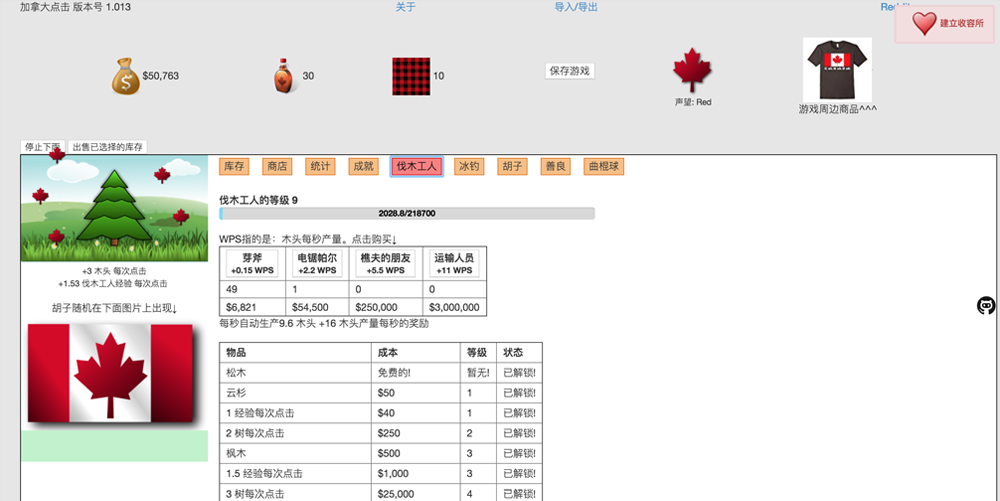 加拿大点击 版本号 1.013
关于
导入/导出
建立收容所
$50,763
30
10
保存游戏
声望: Red
游戏周边商品^^^
出售已选择的库存
库存
商店
统计
成就
伐木工人
冰钓
胡子
善良
曲棍球
伐木工人的等级 9
2028.8/218700
WPS指的是：木头每秒产量。点击购买↓
芽斧 电锯帕尔 樵夫的朋友 运输人员
+0.15 WPS +2.2 WPS +5.5 WPS +11 WPS
49 1 0 0
$6,821 $54,500 $250,000 $3,000,000
每秒自动生产9.6 木头 +16 木头产量每秒的奖励
+3 木头 每次点击
+1.53 伐木工人经验 每次点击
胡子随机在下面图片上出现↓
物品 成本 等级 状态
松木 免费的! 暂无! 已解锁!
云杉 $50 1 已解锁!
1 经验每次点击 $40 1 已解锁!
2 树每次点击 $250 2 已解锁!
枫木 $500 3 已解锁!
1.5 经验每次点击 $1,000 3 已解锁!
3 树每次点击 $25,000 4 已解锁!